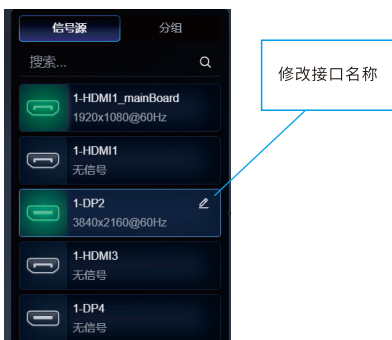 信号源
分组
搜索...
修改接口名称
1-HDMI1_mainBoard
1920x1080@60Hz
1-HDMI1
无信号
1-DP2
3840x2160@60Hz
1-HDMI3
无信号
1-DP4
无信号